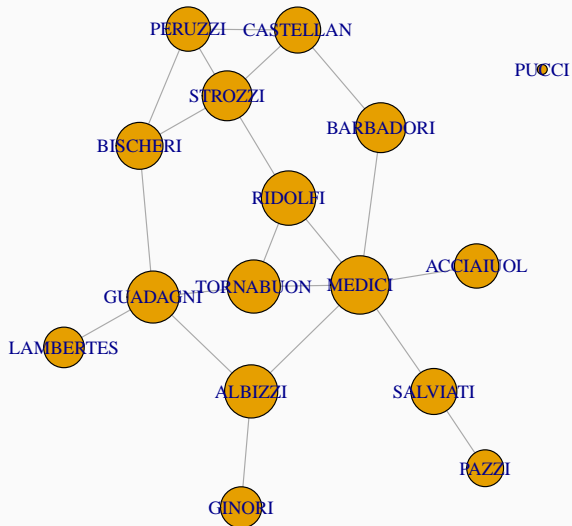 PERUZZI
CASTELLAN
PUCCI
STROZZI
BARBADORI
BISCHERI
RIDOLFI
ACCIAIUOL
TORNABUON
MEDICI
GUADAGNI
LAMBERTES
ALBIZZI
SALVIATI
PAZZI
GINORI